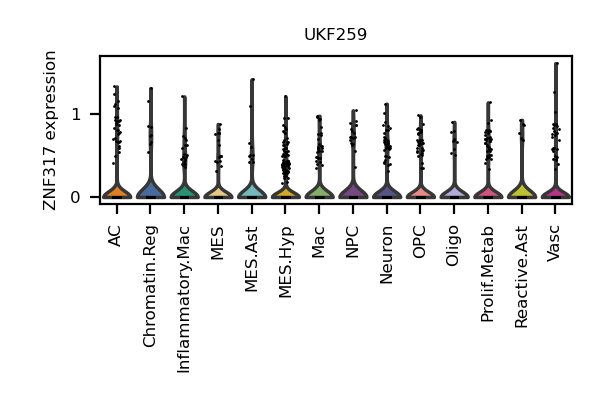 UKF259
ZNF317 expression
1
0
AC
Chromatin.Reg
Inflammatory.Mac
MES
MES.Ast
MES.Hyp
Mac
NPC
Neuron
OPC
Oligo
Prolif.Metab
Reactive.Ast
Vasc